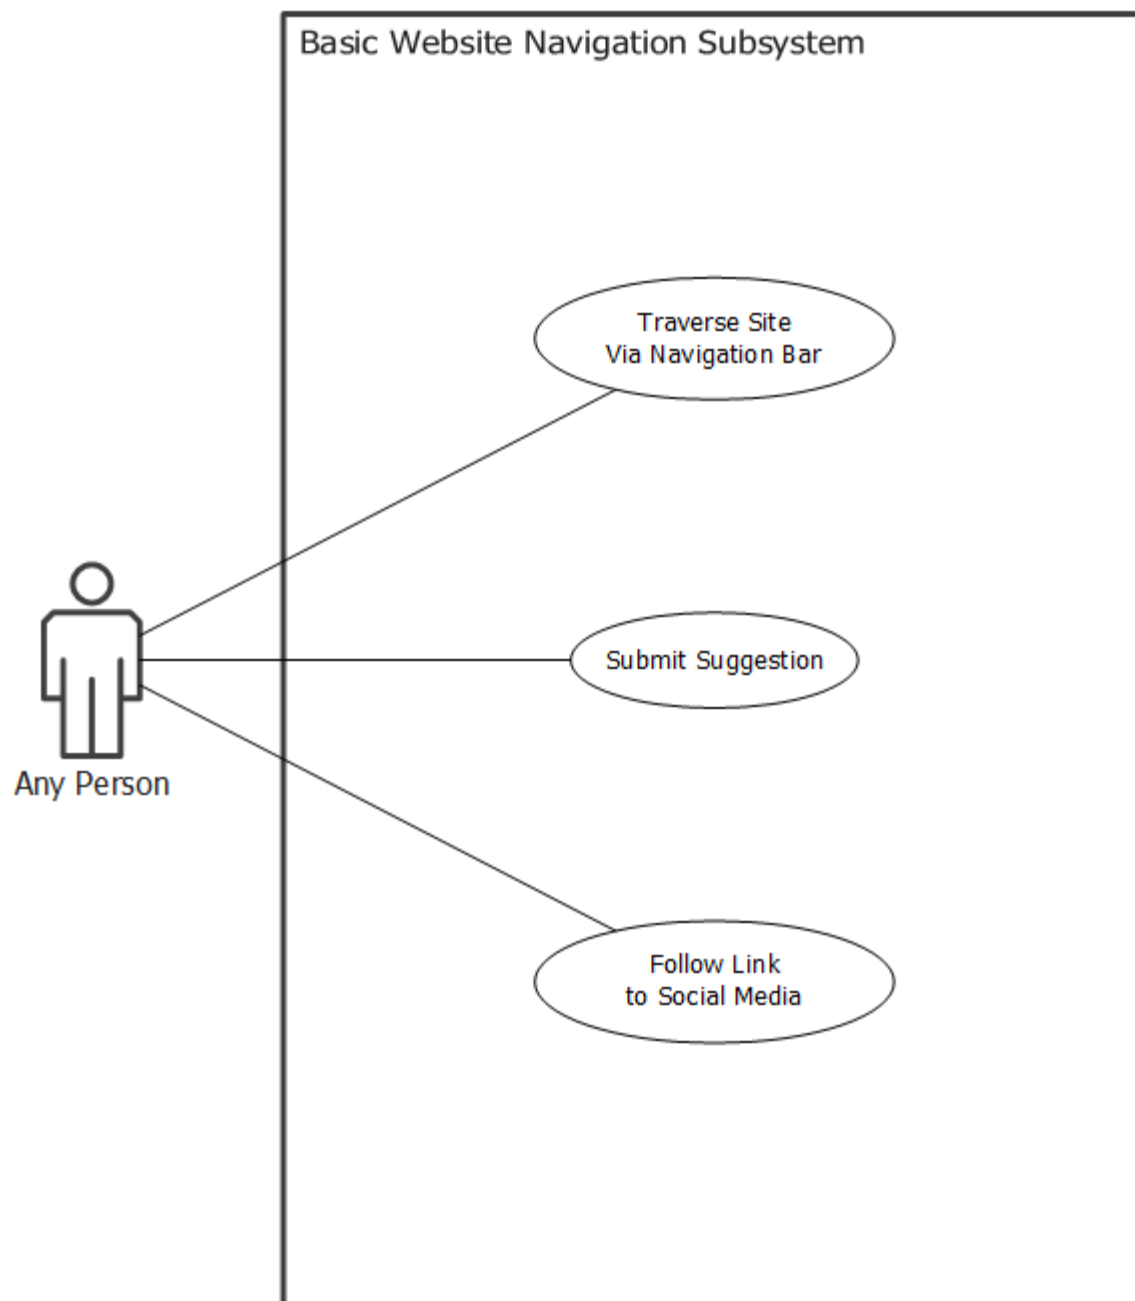 Basic Website Navigation Subsystem
Traverse Site
Via Navigation Bar
Submit Suggestion
Any Person
Follow Link
to Social Media